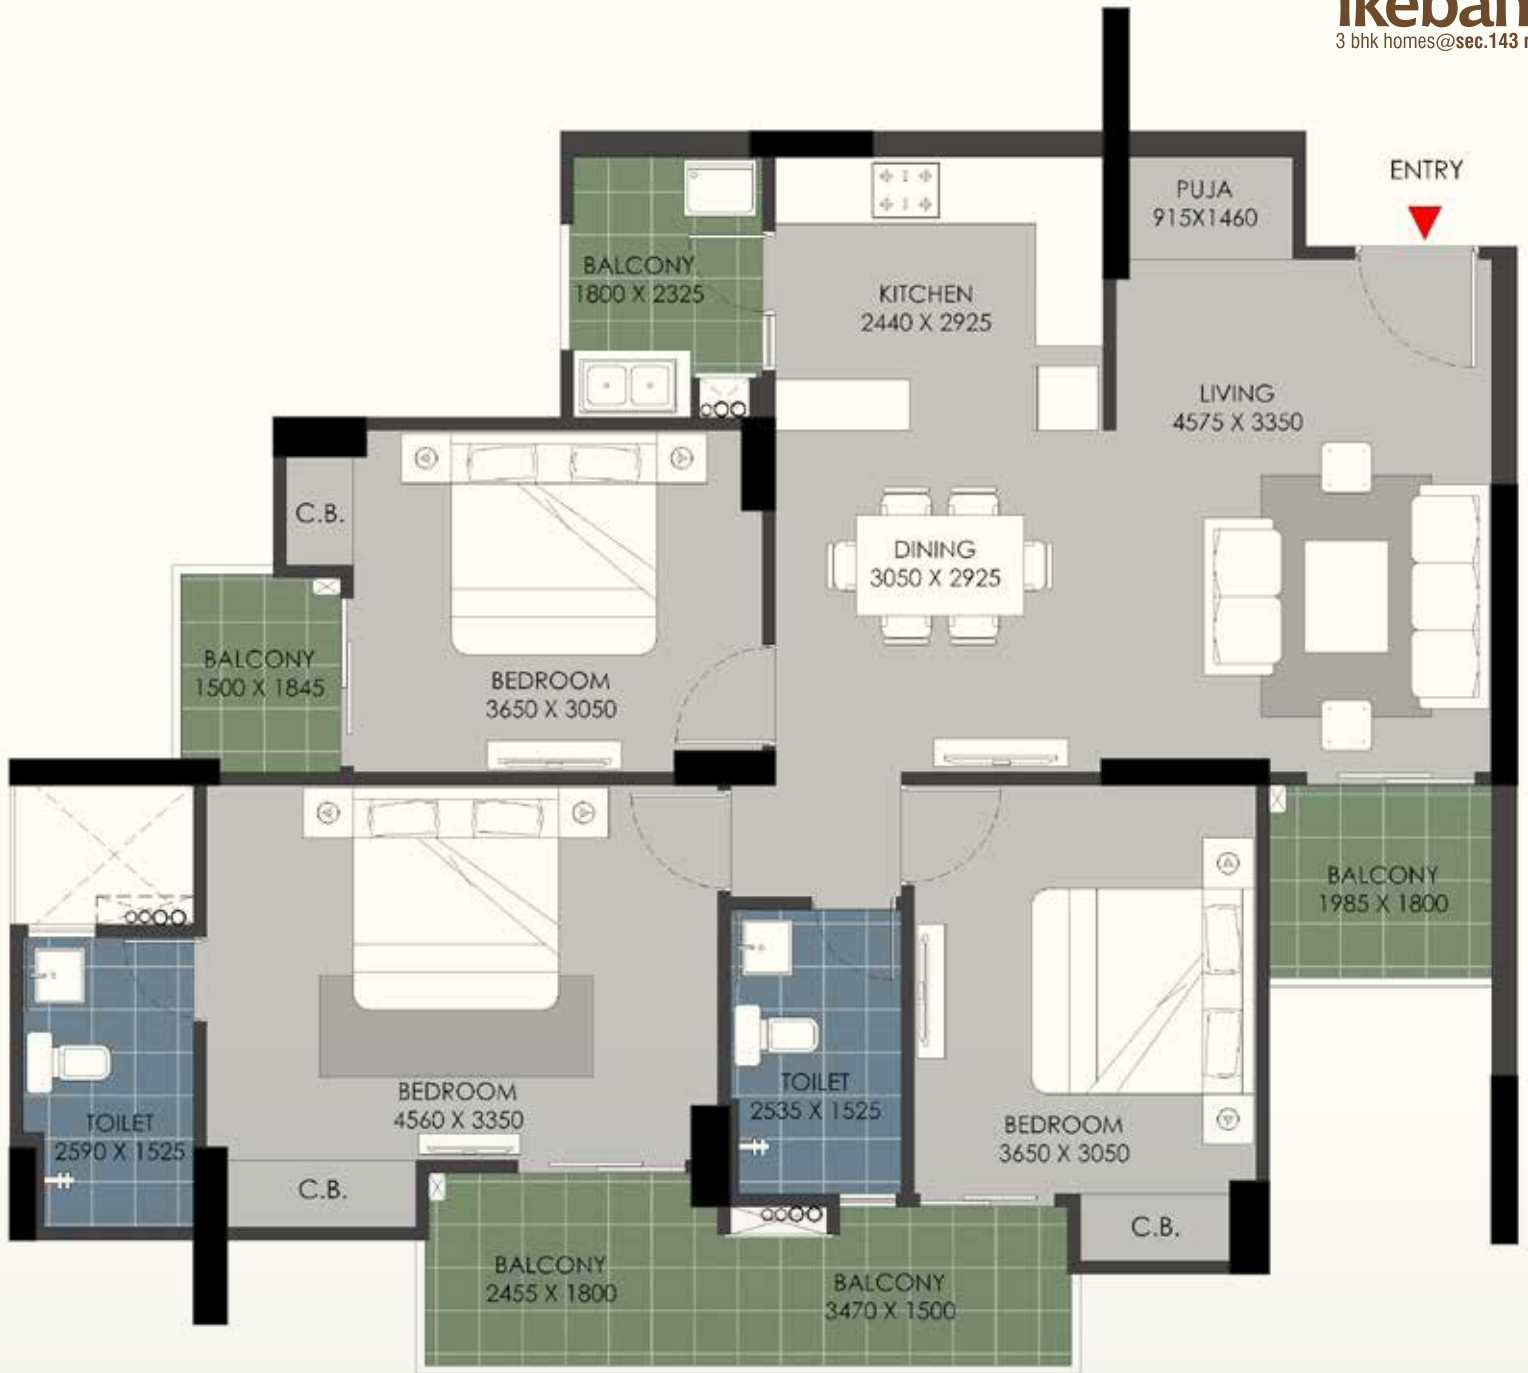 3 bhk homes@sec.143
ENTRY
PUJA
915X1460
BALCONY
1800 X 2325
KITCHEN
2440 X 2925
LIVING
4575 X 3350
C.B.
DINING
3050 X 2925
BALCONY
1500 X 1845
BEDROOM
3650 X 3050
BALCONY
1985 X 1800
BEDROOM
4560 X 3350
TOILET
2535 X 1525
TOILET
2590 X 1525
BEDROOM
3650 X 3050
C.B.
C.B.
BALCONY
2455 X 1800
BALCONY
3470 X 1500